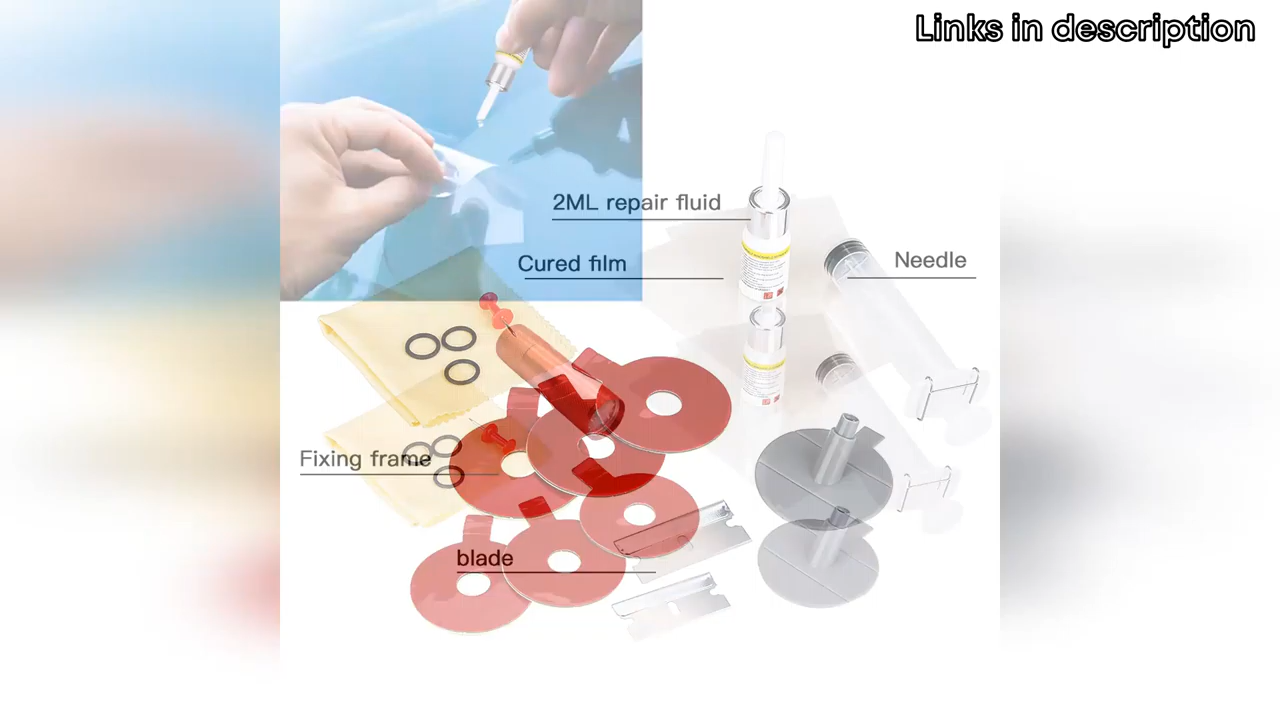 Links in description
2ML repair fluid
Cured film
Needle
Fixing frame
blade